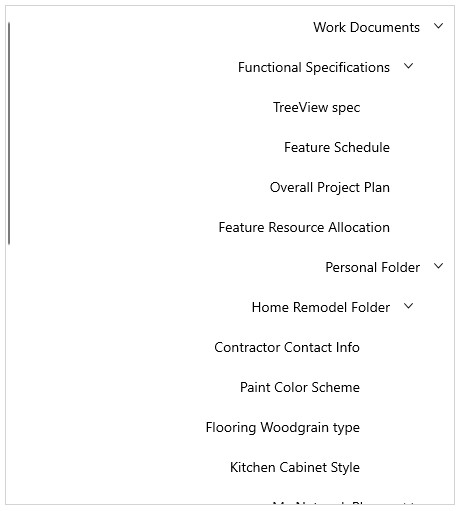 Work Documents
Functional Specifications
TreeView spec
Feature Schedule
Overall Project Plan
Feature Resource Allocation
Personal Folder
Home Remodel Folder
Contractor Contact Info
Paint Color Scheme
Flooring Woodgrain type
Kitchen Cabinet Style